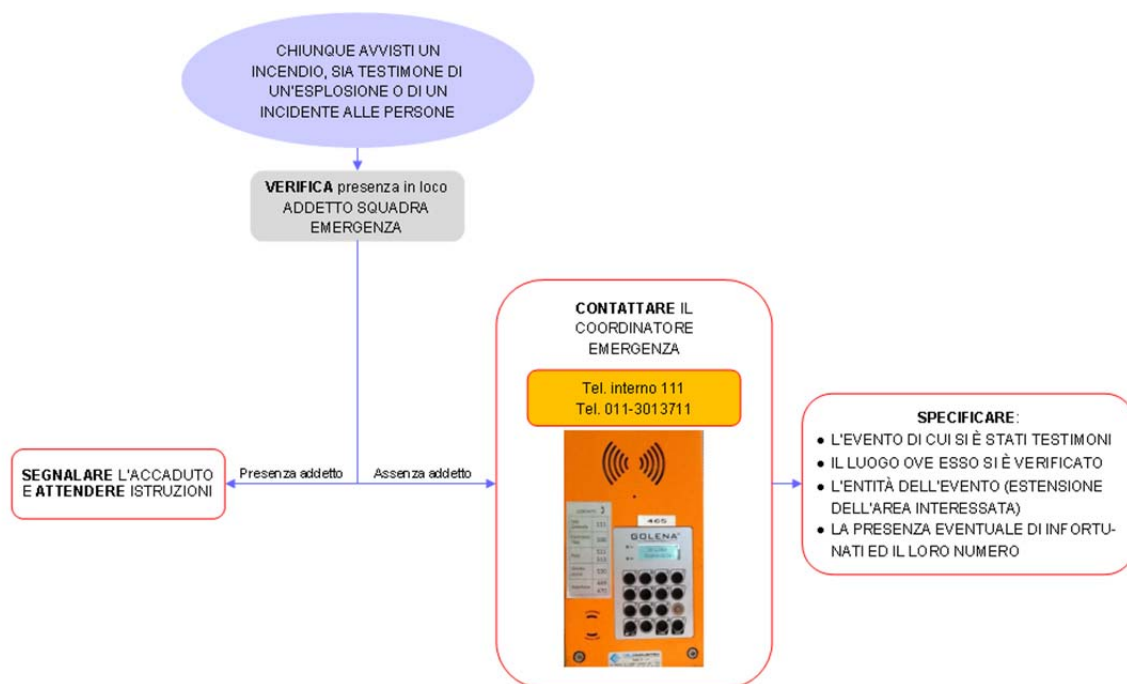 CHIUNQUE AVVISTI UN
INCENDIO, SIA TESTIMONE DI
UN'ESPLOSIONE O DI UN
INCIDENTE ALLE PERSONE
VERIFICA presenza in loco
ADDETTO SQUADRA
EMERGENZA
SEGNALARE L'ACCADUTO
E ATTENDERE ISTRUZIONI
Presenza addetto
Assenza addetto
CONTATTARE IL
COORDINATORE
EMERGENZA
Tel. interno 111
Tel. 011-3013711
465
GOLENA
111
SPECIFICARE:
● L'EVENTO DI CUI SI È STATI TESTIMONI
● IL LUOGO OVE ESSO SI È VERIFICATO
● L'ENTITÀ DELL'EVENTO (ESTENSIONE
DELL'AREA INTERESSATA)
● LA PRESENZA EVENTUALE DI INFORTU-
NATI ED IL LORO NUMERO